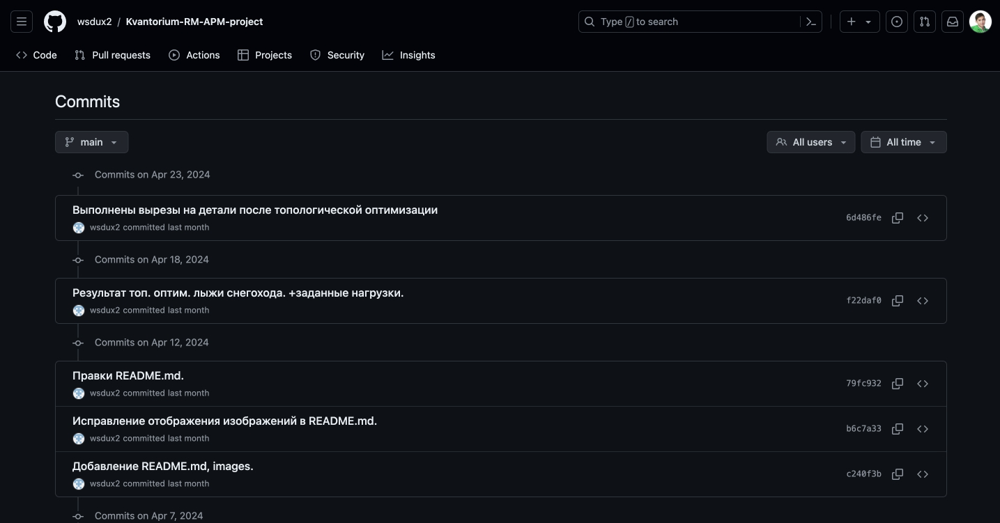 wsdux2 / Kvantorium-RM-APM-project
Type / to search
Code Pull requests Actions Projects Security Insights
Commits
main
All users All time
Commits on Apr 23, 2024
Выполнены вырезы на детали после топологической оптимизации
6d486fe
wsdux2 committed last month
Commits on Apr 18, 2024
Результат топ. оптим. лыжи снегохода. +заданные нагрузки.
f22daf0
wsdux2 committed last month
Commits on Apr 12, 2024
Правки README.md.
79fc932
wsdux2 committed last month
Исправление отображения изображений в README.md.
b6c7a33
wsdux2 committed last month
Добавление README.md, images.
c240f3b
wsdux2 committed last month
Commits on Apr 7, 2024